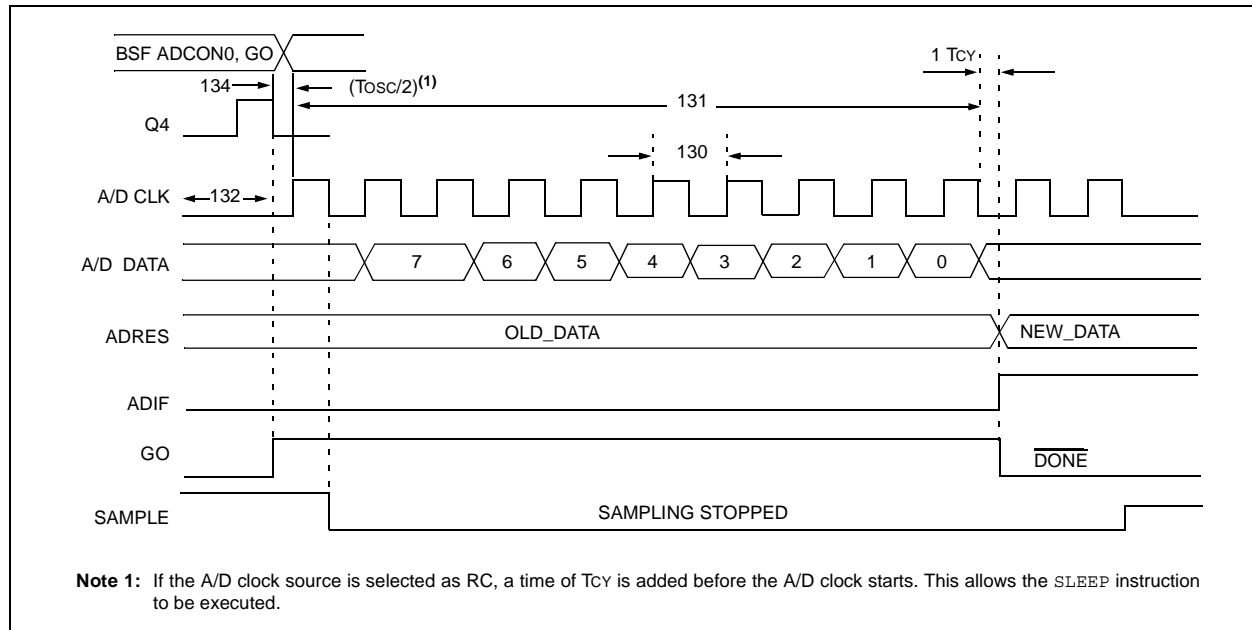 BSF ADCON0, GO
1 TCY
134
(TOSC/2)(1)
131
Q4
130
A/D CLK
132
A/D DATA
7 6 5 4 3 2 1 0
ADRES
OLD_DATA
NEW_DATA
ADIF
GO
DONE
SAMPLE
SAMPLING STOPPED
Note 1: If the A/D clock source is selected as RC, a time of TCY is added before the A/D clock starts. This allows the SLEEP instruction
to be executed.